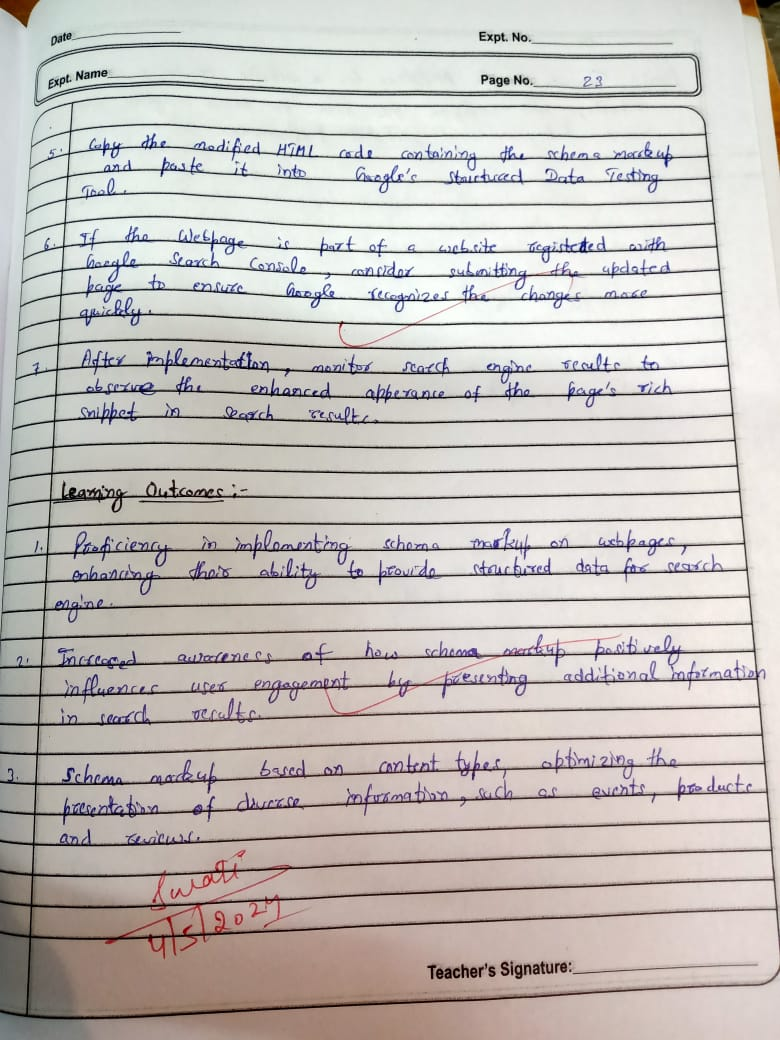 Date
Expt. No.
Expt. Name
Page No. 23
5. Copy the modified HTML code containing the schema markup
and paste it into Google's Structured Data Testing
Tool.
6. If the Webpage is part of a website registeted with
Google Search Console, concider submitting the updated
page to ensure Google recognizes the changes more
quickly.
7. After implementation, monitor search engine results to
observe the enhanced apperance of the page's rich
snippet in search results.
Learning Outcomes :-
1. Proficiency in implementing schema markup on webpages,
enhancing their ability to provide structured data for search
engine.
2. Increased awareness of how schema markup positively
influences user engagement by presenting additional information
in search results.
3. Schema markup based on content types, optimizing the
presentation of diverse information, such as events, products
and reviews.
Swati
4/5/2024
Teacher's Signature: